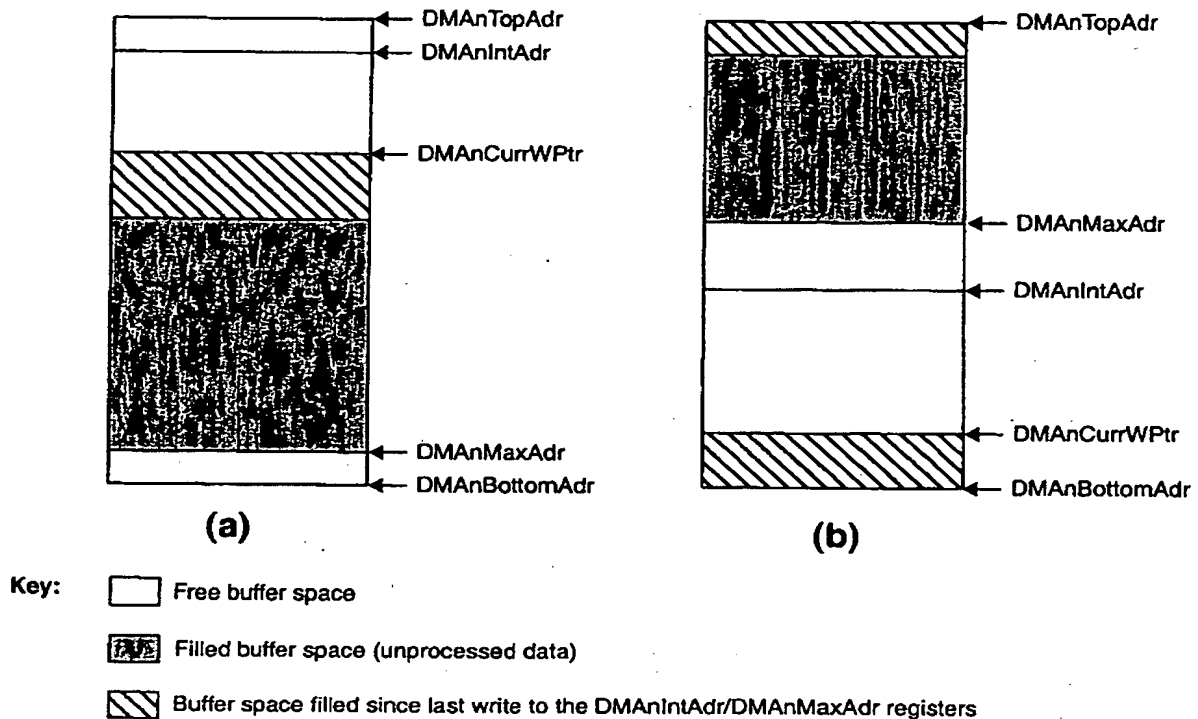 DMAnTopAdr
DMAnIntAdr
DMAnCurrWPtr
DMAnMaxAdr
DMAnBottomAdr
(a)
DMAnTopAdr
DMAnMaxAdr
DMAnIntAdr
DMAnCurrWPtr
DMAnBottomAdr
(b)
Key:
Free buffer space
Filled buffer space (unprocessed data)
Buffer space filled since last write to the DMAnIntAdr/DMAnMaxAdr registers